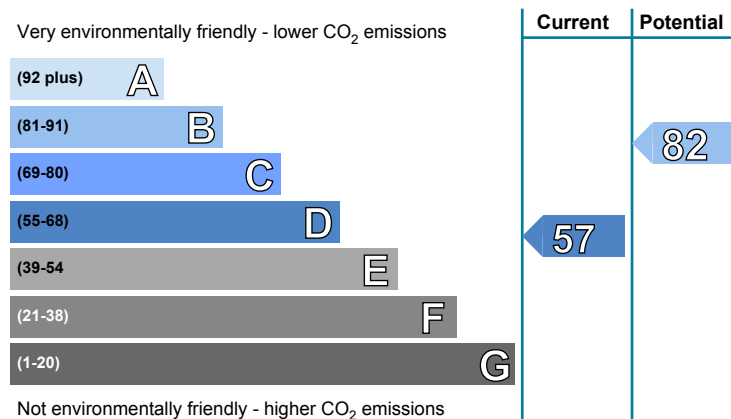 Current Potential
Very environmentally friendly - lower CO2 emissions
(92 plus) A
(81-91) B
82
(69-80) C
(55-68) D
57
(39-54 E
(21-38) F
(1-20) G
Not environmentally friendly - higher CO2 emissions